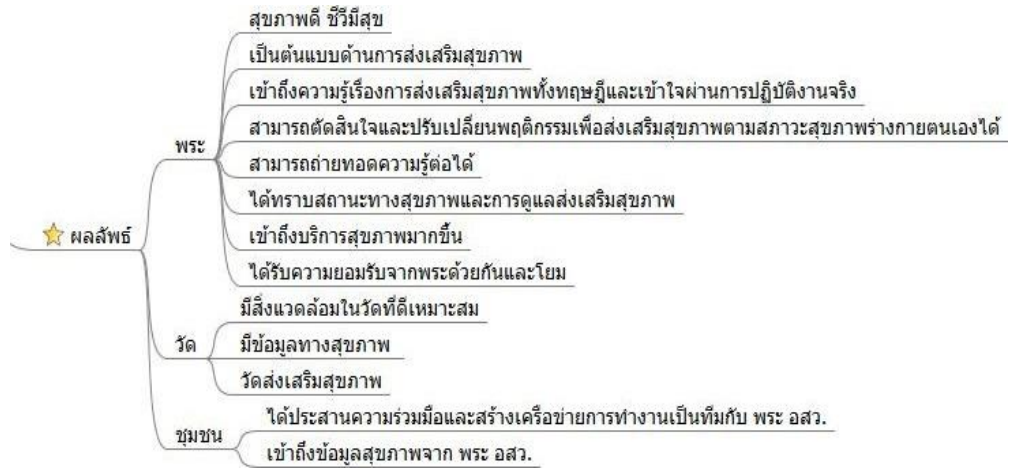 สุขภาพดี ชีวีมีสุข
เป็นต้นแบบด้านการส่งเสริมสุขภาพ
เข้าถึงความรู้เรื่องการส่งเสริมสุขภาพทั้งทฤษฎีและเข้าใจผ่านการปฏิบัติงานจริง
สามารถตัดสินใจและปรับเปลี่ยนพฤติกรรมเพื่อส่งเสริมสุขภาพตามสภาวะสุขภาพร่างกายตนเองได้
พระ
สามารถถ่ายทอดความรู้ต่อได้
ได้ทราบสถานะทางสุขภาพและการดูแลส่งเสริมสุขภาพ
ผลลัพธ์
เข้าถึงบริการสุขภาพมากขึ้น
ได้รับความยอมรับจากพระด้วยกันและโยม
มีสิ่งแวดล้อมในวัดที่ดีเหมาะสม
วัด
มีข้อมูลทางสุขภาพ
วัดส่งเสริมสุขภาพ
ได้ประสานความร่วมมือและสร้างเครือข่ายการทำงานเป็นทีมกับ พระ อสว.
ชุมชน
เข้าถึงข้อมูลสุขภาพจาก พระ อสว.